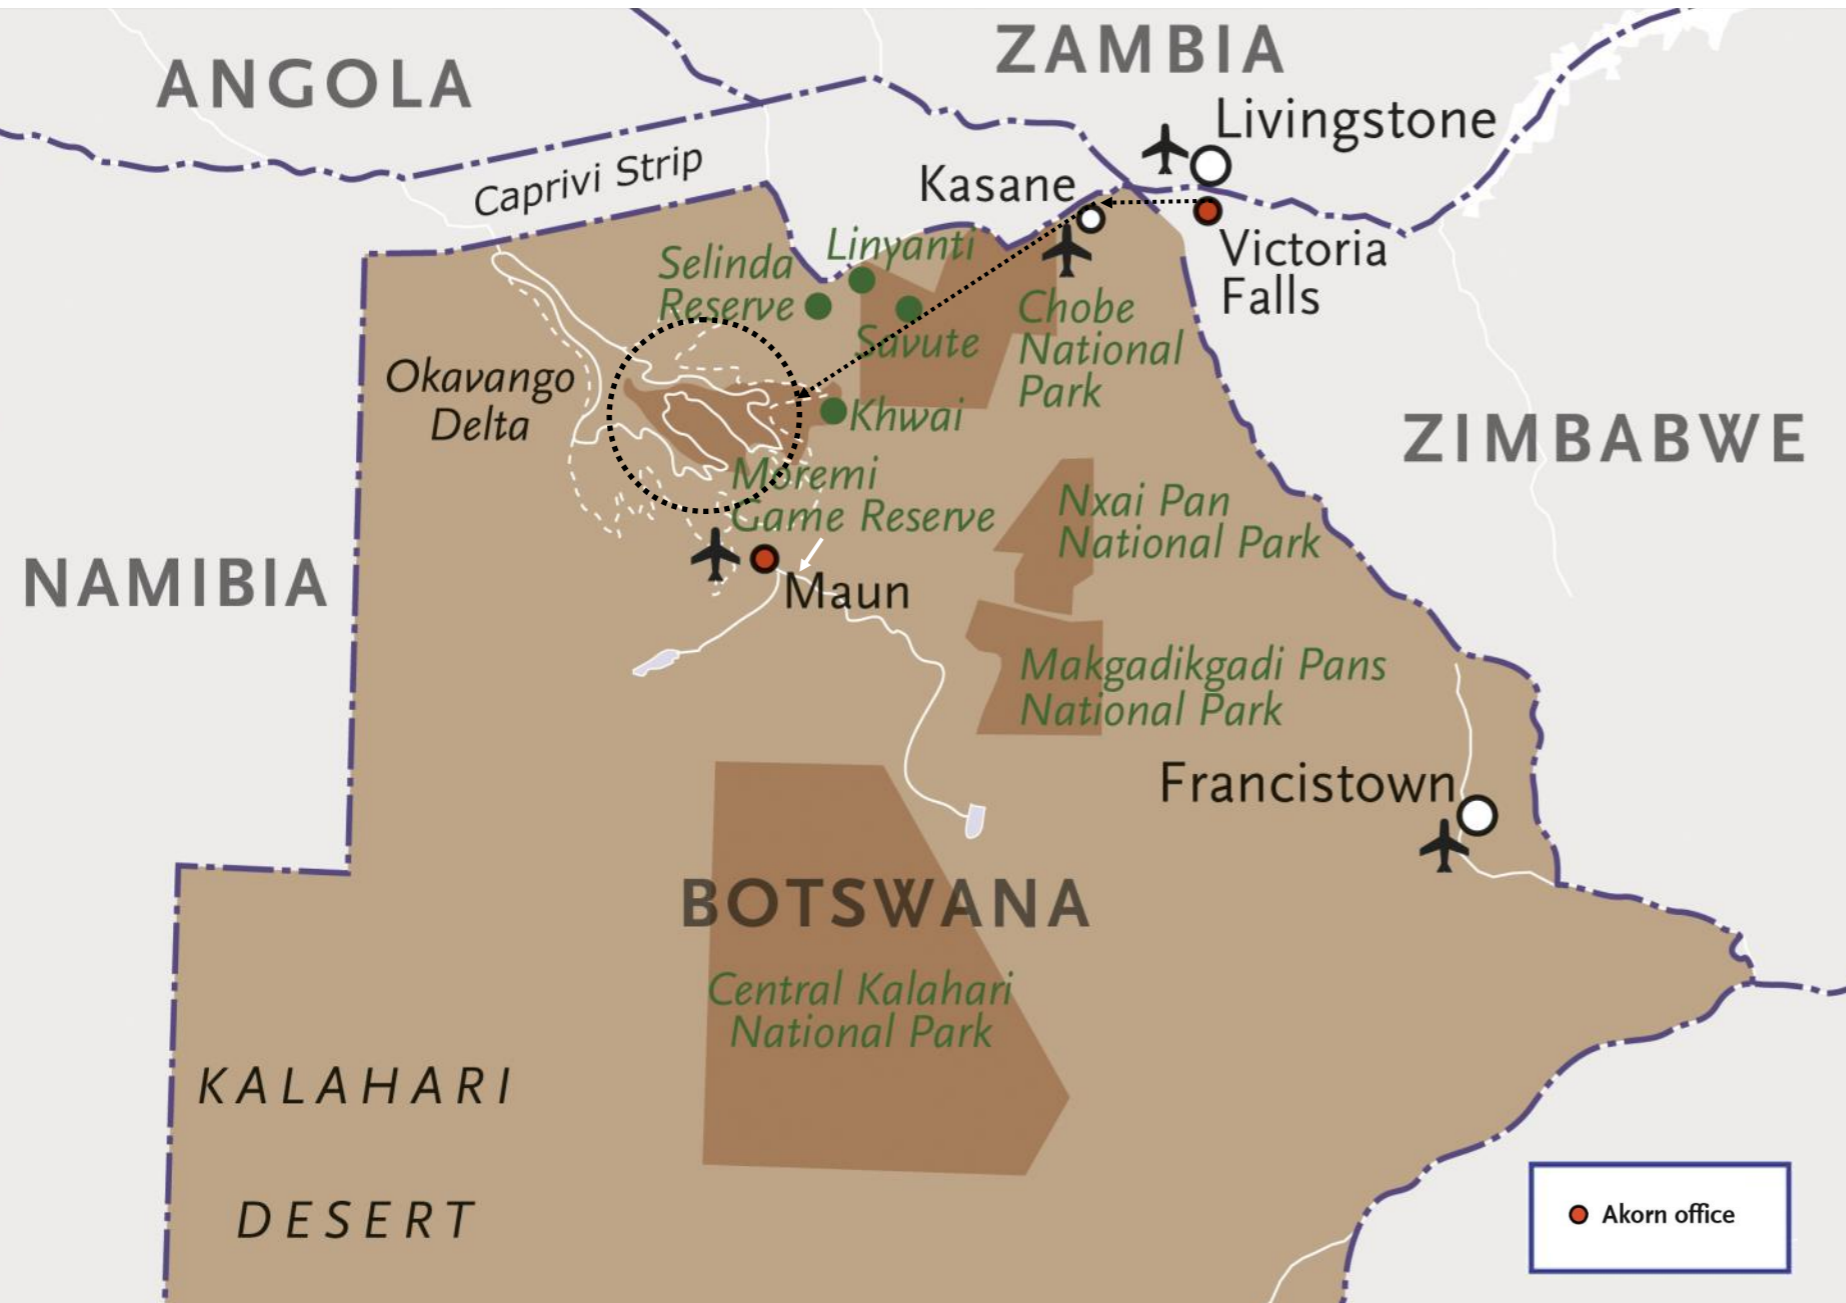 ANGOLA
ZAMBIA
Livingstone
Caprivi Strip
Kasane
Victoria
Falls
Linyanti
Selinda
Reserve
Savute
Chobe
National
Park
Okavango
Delta
Khwai
ZIMBABWE
Moremi
Game Reserve
Nxai Pan
National Park
NAMIBIA
Maun
Makgadikgadi Pans
National Park
Francistown
BOTSWANA
Central Kalahari
National Park
KALAHARI
DESERT
Akorn office